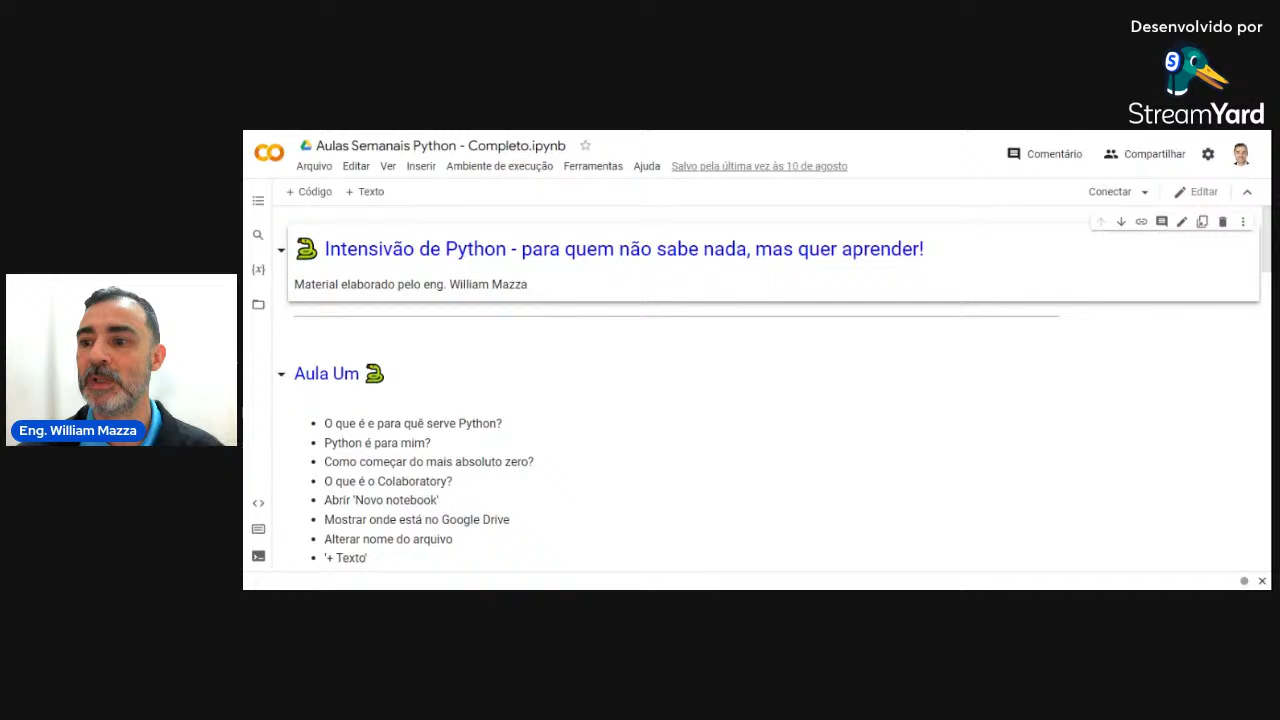 Desenvolvido por
StreamYard
Aulas Semanais Python - Completo.ipynb
Arquivo Editar Ver Inserir Ambiente de execução Ferramentas Ajuda Salvo pela última vez às 10 de agosto
Comentário Compartilhar
+ Código + Texto
Conectar Editar
Intensivão de Python - para quem não sabe nada, mas quer aprender!
Material elaborado pelo eng. William Mazza
Aula Um
• O que é e para quê serve Python?
• Python é para mim?
• Como começar do mais absoluto zero?
• O que é o Colaboratory?
• Abrir 'Novo notebook'
• Mostrar onde está no Google Drive
• Alterar nome do arquivo
• '+ Texto'
Eng. William Mazza